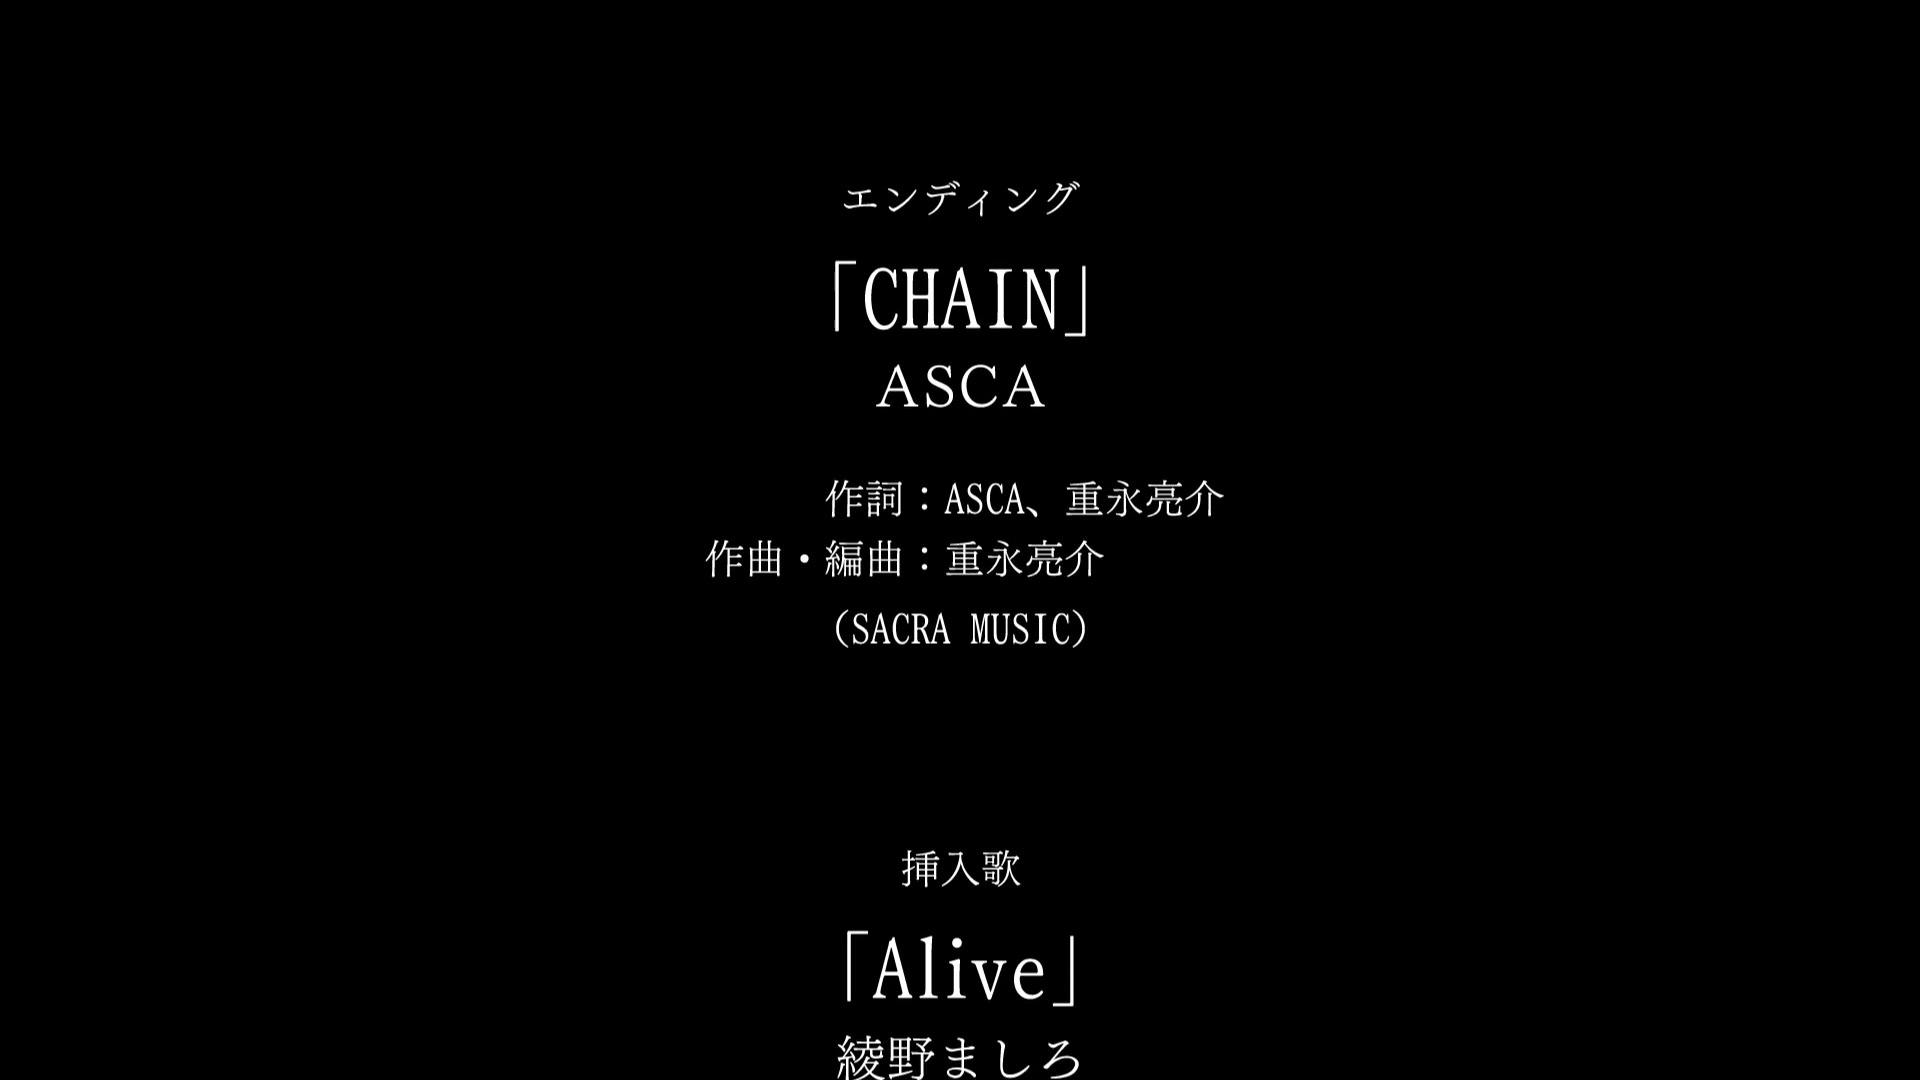 エンディング
「CHAIN」
ASCA
作詞：ASCA、重永亮介
作曲・編曲：重永亮介
（SACRA MUSIC）
挿入歌
「Alive」
綾野ましろ